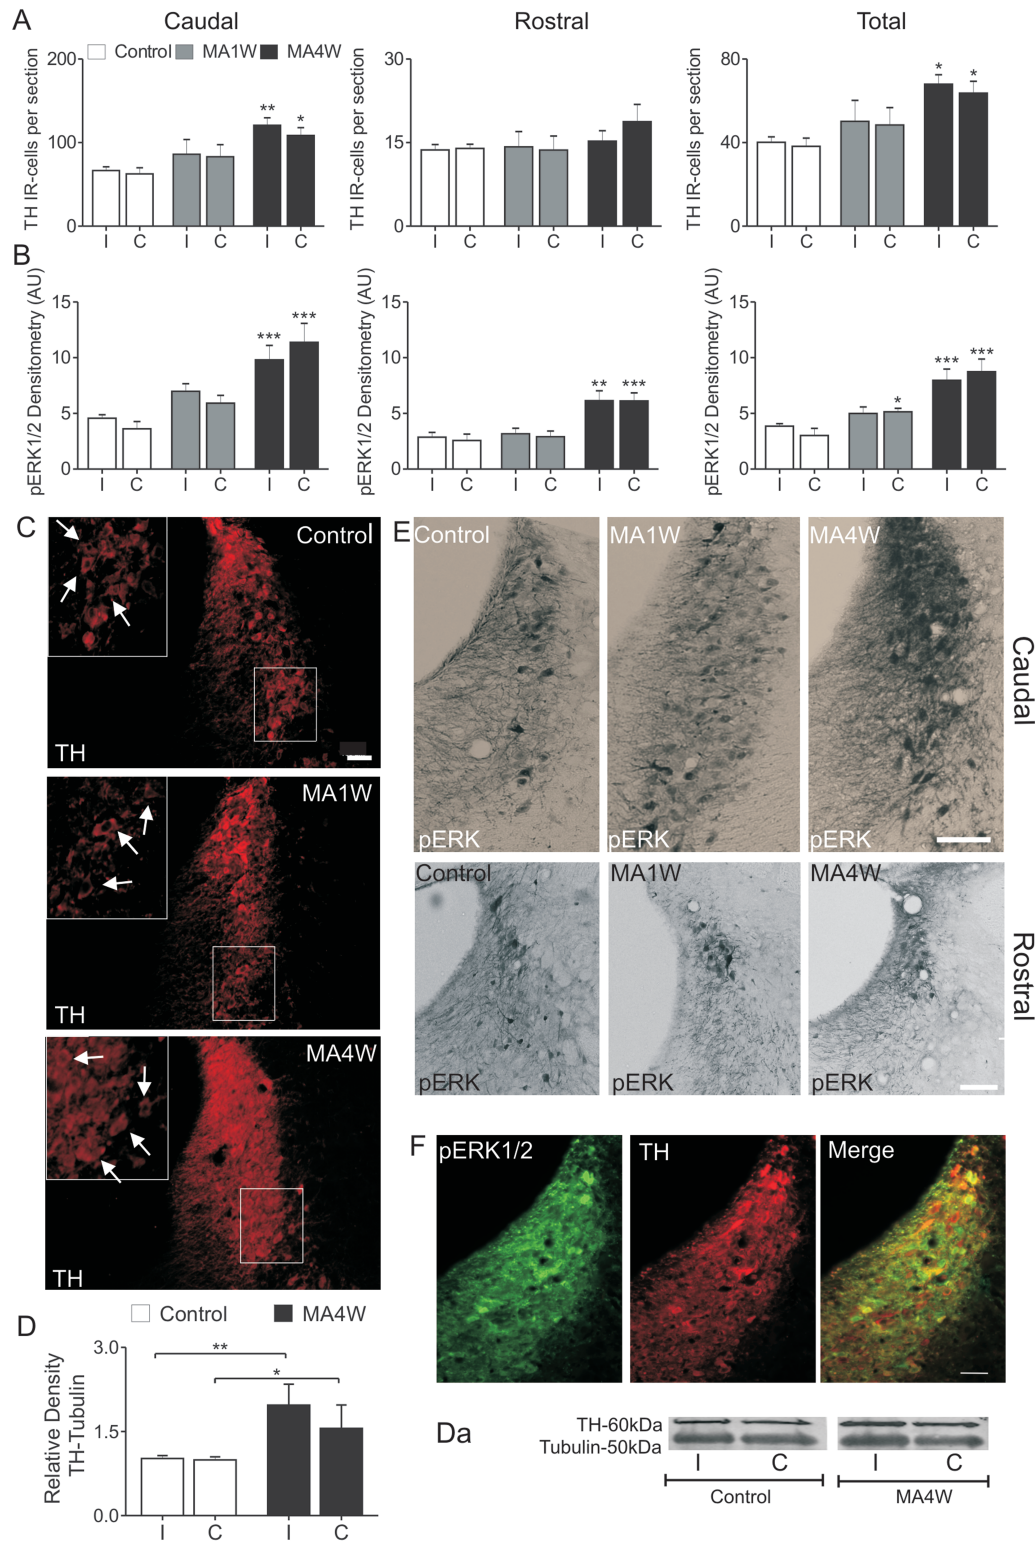 A
Caudal
Rostral
Total
Control MA1W MA4W
TH IR-cells per section
200
100
0
** *
I C I C I C
TH IR-cells per section
30
15
0
I C I C I C
TH IR-cells per section
80
40
0
* *
I C I C I C
B
pERK1/2 Densitometry (AU)
15
10
5
0
*** ***
I C I C I C
pERK1/2 Densitometry (AU)
15
10
5
0
** ***
I C I C I C
pERK1/2 Densitometry (AU)
15
10
5
0
* *** ***
I C I C I C
C
Control
TH
MA1W
TH
MA4W
TH
E
Control MA1W MA4W
pERK pERK pERK
Caudal
Control MA1W MA4W
pERK pERK pERK
Rostral
F
pERK1/2 TH Merge
D
Control MA4W
Relative Density
TH-Tubulin
3.0
1.5
0.0
**
*
I C I C
Da
TH-60kDa
Tubulin-50kDa
I C I C
Control MA4W